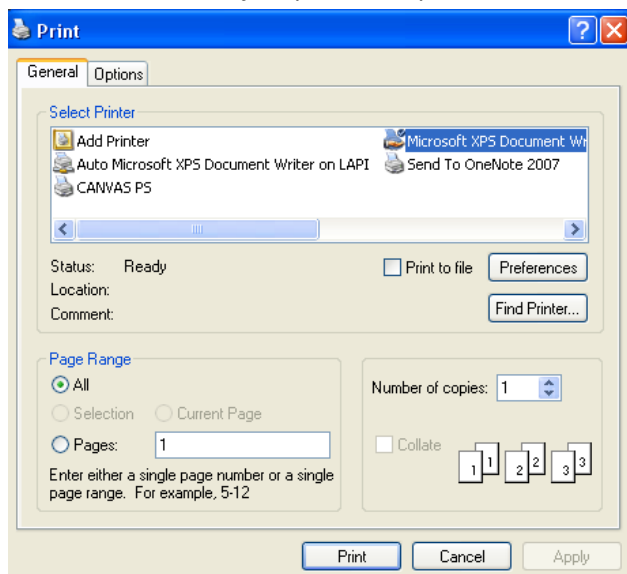 Print
General Options
Select Printer
Add Printer Microsoft XPS Document Wr
Auto Microsoft XPS Document Writer on LAPI Send To OneNote 2007
CANVAS PS
Status: Ready Print to file Preferences
Location:
Comment: Find Printer...
Page Range
All Number of copies: 1
Selection Current Page
Pages: 1 Collate
1 1 2 2 3 3
Enter either a single page number or a single
page range. For example, 5-12
Print Cancel Apply